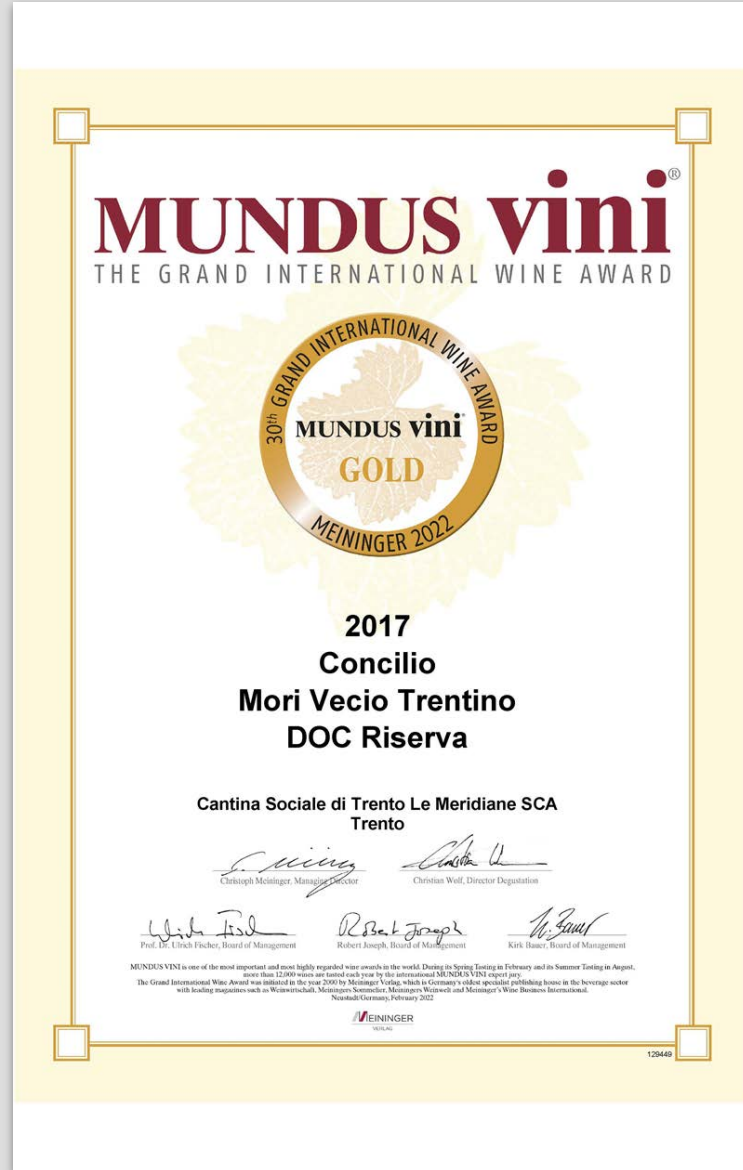 MUNDUS vini®
THE GRAND INTERNATIONAL WINE AWARD
30th GRAND INTERNATIONAL WINE AWARD
MUNDUS vini®
GOLD
MEININGER 2022
2017
Concilio
Mori Vecio Trentino
DOC Riserva
Cantina Sociale di Trento Le Meridiane SCA
Trento
Christoph Meininger, Managing Director
Christian Wolf, Director Degustation
Prof. Dr. Ulrich Fischer, Board of Management
Robert Joseph
Robert Joseph, Board of Management
Kirk Bauer, Board of Management
MUNDUS VINI is one of the most important and most highly regarded wine awards in the world. During its Spring Tasting in February and its Summer Tasting in August,
more than 12,000 wines are tasted each year by the international MUNDUS VINI expert jury.
The Grand International Wine Award was initiated in the year 2000 by Meininger Verlag, which is Germany's oldest specialist publishing house in the beverage sector
with leading magazines such as Weinwirtschaft, Meiningers Sommelier, Meiningers Weinwelt and Meininger's Wine Business International.
Neustadt/Germany, February 2022
MEININGER
VERLAG
129449